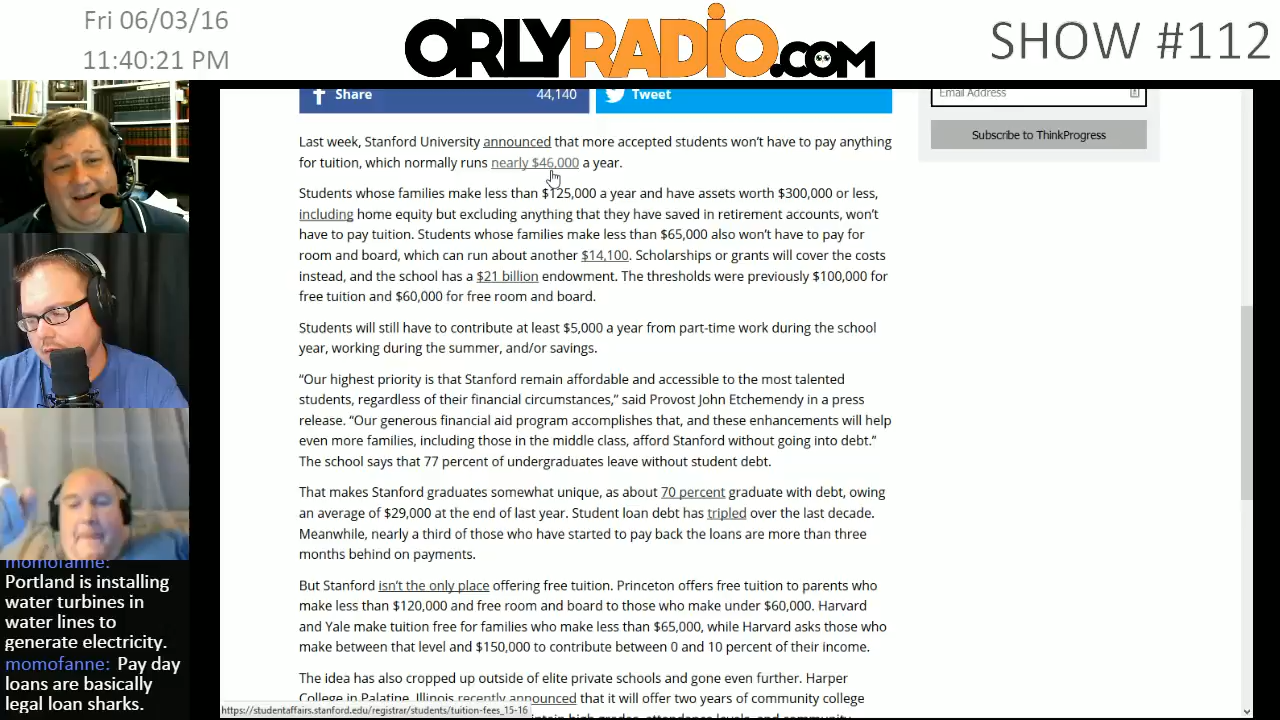 Fri 06/03/16
11:40:21 PM
ORLYRADIO.COM
SHOW #112
Share 44,140 Tweet
Email Address
Subscribe to ThinkProgress
Last week, Stanford University announced that more accepted students won't have to pay anything
for tuition, which normally runs nearly $46,000 a year.
Students whose families make less than $125,000 a year and have assets worth $300,000 or less,
including home equity but excluding anything that they have saved in retirement accounts, won't
have to pay tuition. Students whose families make less than $65,000 also won't have to pay for
room and board, which can run about another $14,100. Scholarships or grants will cover the costs
instead, and the school has a $21 billion endowment. The thresholds were previously $100,000 for
free tuition and $60,000 for free room and board.
Students will still have to contribute at least $5,000 a year from part-time work during the school
year, working during the summer, and/or savings.
“Our highest priority is that Stanford remain affordable and accessible to the most talented
students, regardless of their financial circumstances,” said Provost John Etchemendy in a press
release. “Our generous financial aid program accomplishes that, and these enhancements will help
even more families, including those in the middle class, afford Stanford without going into debt.”
The school says that 77 percent of undergraduates leave without student debt.
That makes Stanford graduates somewhat unique, as about 70 percent graduate with debt, owing
an average of $29,000 at the end of last year. Student loan debt has tripled over the last decade.
Meanwhile, nearly a third of those who have started to pay back the loans are more than three
months behind on payments.
But Stanford isn't the only place offering free tuition. Princeton offers free tuition to parents who
make less than $120,000 and free room and board to those who make under $60,000. Harvard
and Yale make tuition free for families who make less than $65,000, while Harvard asks those who
make between that level and $150,000 to contribute between 0 and 10 percent of their income.
The idea has also cropped up outside of elite private schools and gone even further. Harper
College in Palatine, Illinois recently announced that it will offer two years of community college
https://studentaffairs.stanford.edu/registrar/students/tuition-fees_15-16
momofanne:
Portland is installing
water turbines in
water lines to
generate electricity.
momofanne: Pay day
loans are basically
legal loan sharks.